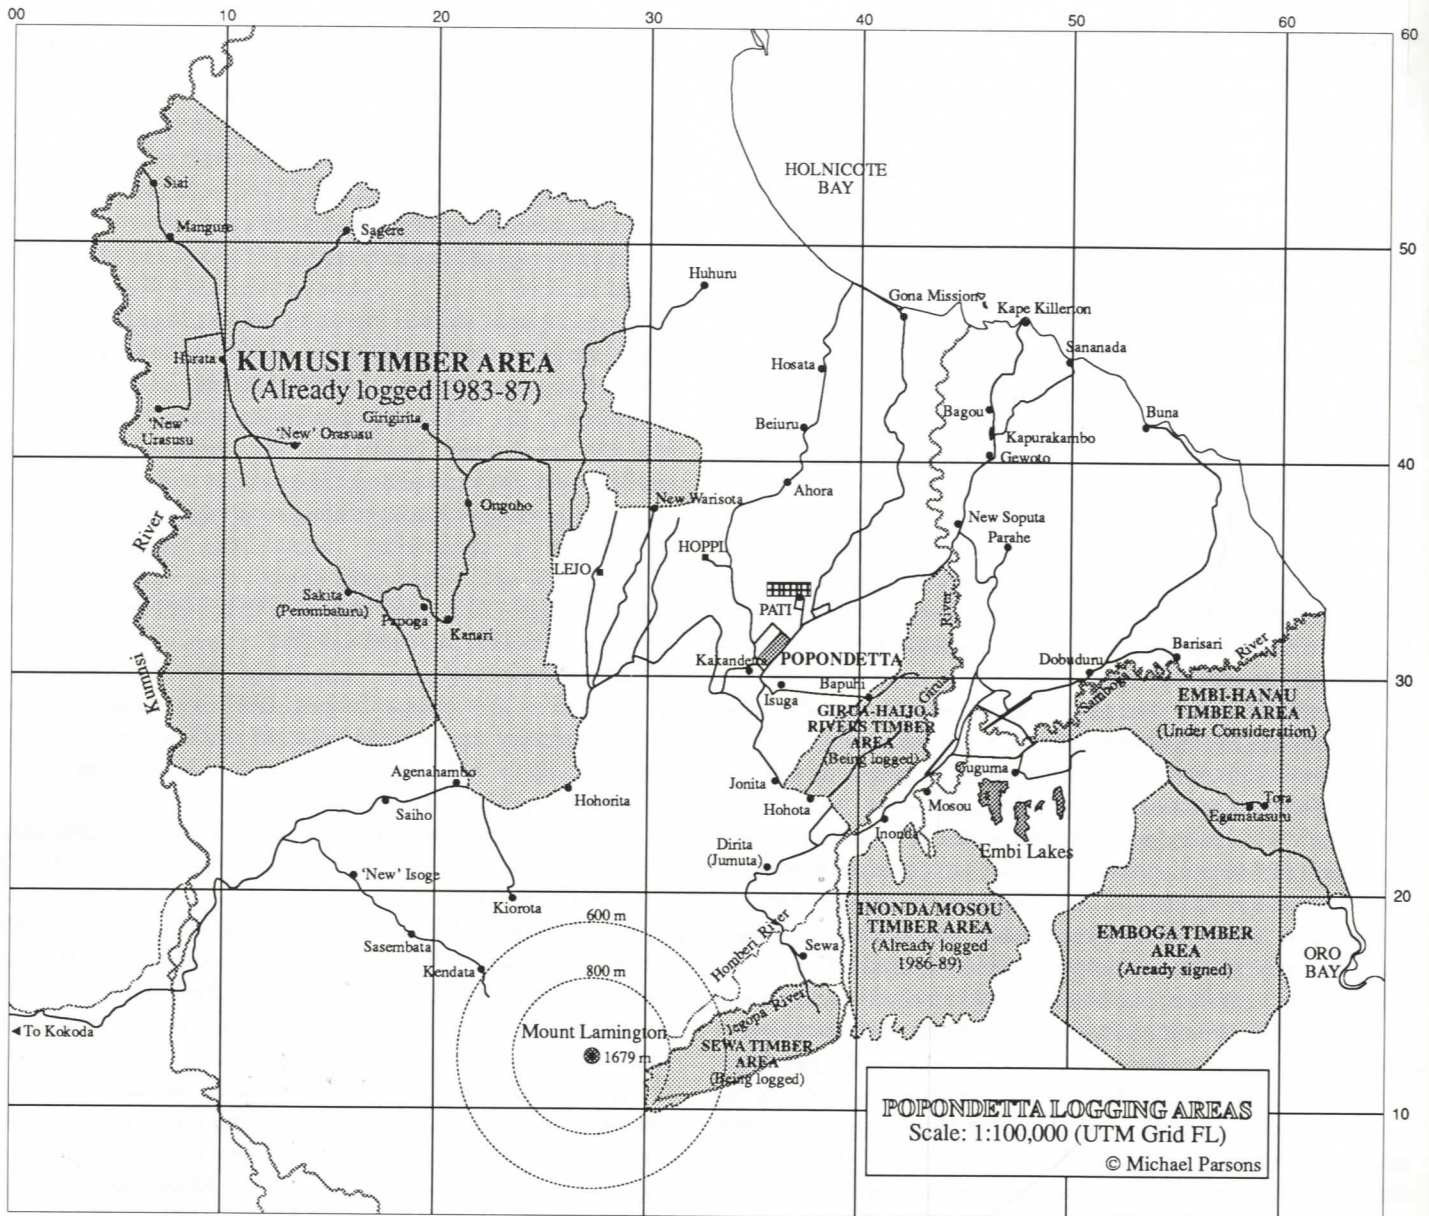 00 10 20 30 40 50 60
60
HOLNICOTE
BAY
Siai
Mangure
Sagere
50
Huhuru
Gona Mission
Kape Killerton
Sananada
Harata
KUMUSI TIMBER AREA
(Already logged 1983-87)
Hosata
Girigirita
'New'
Urasusu
'New' Orasusu
Beiuru
Bagou
Buna
Kapurakambo
Gewoto
40
Ahora
New Warisota
Ongoho
New Soputa
Parahe
River
HOPPI
LEJO
Sakita
(Perombaturu)
Papoga
Kanari
PATI
River
Kakandetta
POPONDETTA
Dobuduru
Barisari
River
Kumusi
30
Isuga
Bapuhi
Girua
Samboga
GIRUA-HAIJO
RIVERS TIMBER
AREA
(Being logged)
EMBI-HANAU
TIMBER AREA
(Under Consideration)
Agenahambo
Saiho
Hohorita
Jonita
Hohota
Guguma
Mosou
Inonda
Tora
Egamatasuru
Dirita
(Jumuta)
Embi Lakes
'New' Isoge
Kiorota
20
600 m
INONDA/MOSOU
TIMBER AREA
(Already logged
1986-89)
EMBOGA TIMBER
AREA
(Aready signed)
ORO
BAY
Sasembata
Kendata
Homberi River
Sewa
800 m
Jegopa River
To Kokoda
Mount Lamington
1679 m
SEWA TIMBER
AREA
(Being logged)
10
POPONDETTA LOGGING AREAS
Scale: 1:100,000 (UTM Grid FL)
© Michael Parsons